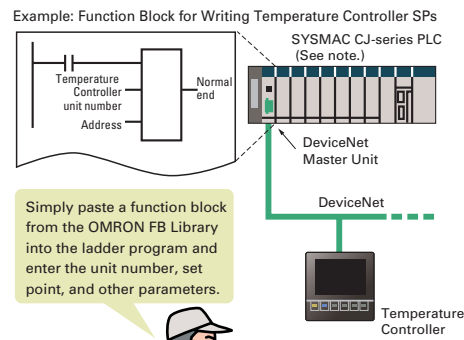 Example: Function Block for Writing Temperature Controller SPs
SYSMAC CJ-series PLC
(See note.)
Temperature
Controller
unit number
Address
Normal
end
DeviceNet
Master Unit
DeviceNet
Simply paste a function block
from the OMRON FB Library
into the ladder program and
enter the unit number, set
point, and other parameters.
Temperature
Controller